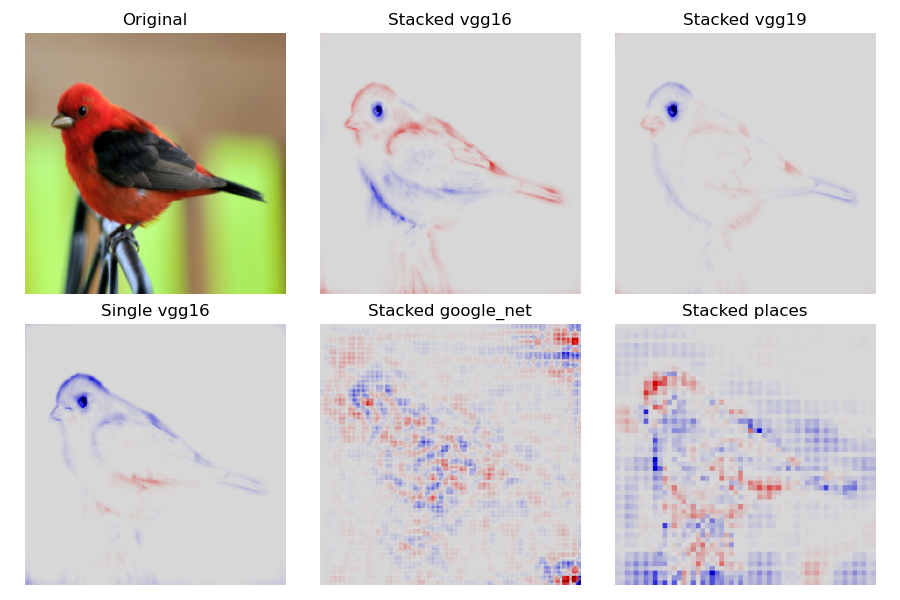 Original
Stacked vgg16
Stacked vgg19
Single vgg16
Stacked google_net
Stacked places